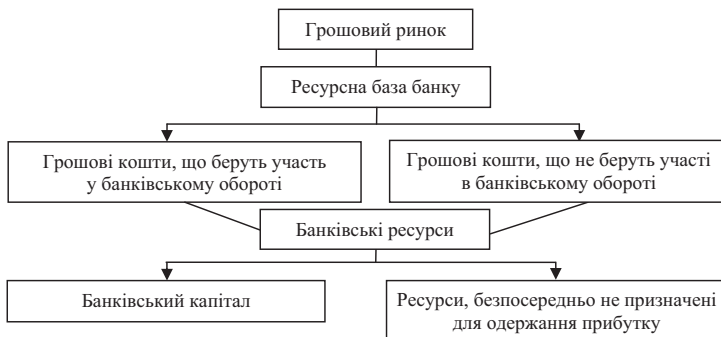 Грошовий ринок
Ресурсна база банку
Грошові кошти, що беруть участь
у банківському обороті
Грошові кошти, що не беруть участі
в банківському обороті
Банківські ресурси
Банківський капітал
Ресурси, безпосередньо не призначені
для одержання прибутку